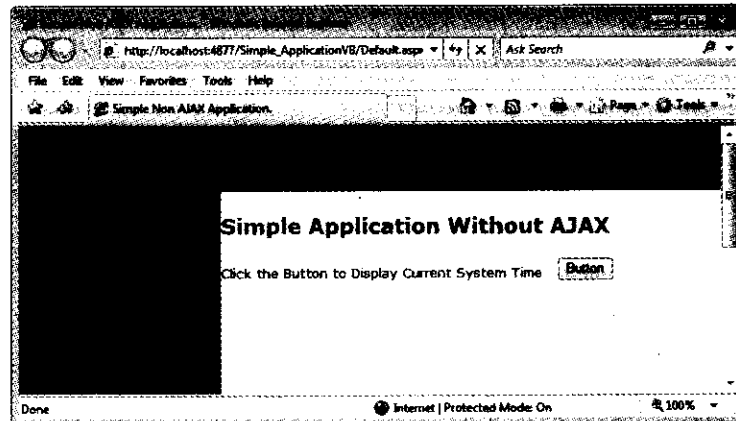 http://localhost:4877/Simple_ApplicationVB/Default.aspx
Ask Search
File Edit View Favorites Tools Help
Simple Non AJAX Application.
Page Tools
Simple Application Without AJAX
Click the Button to Display Current System Time Button
Done Internet | Protected Mode: On 100%